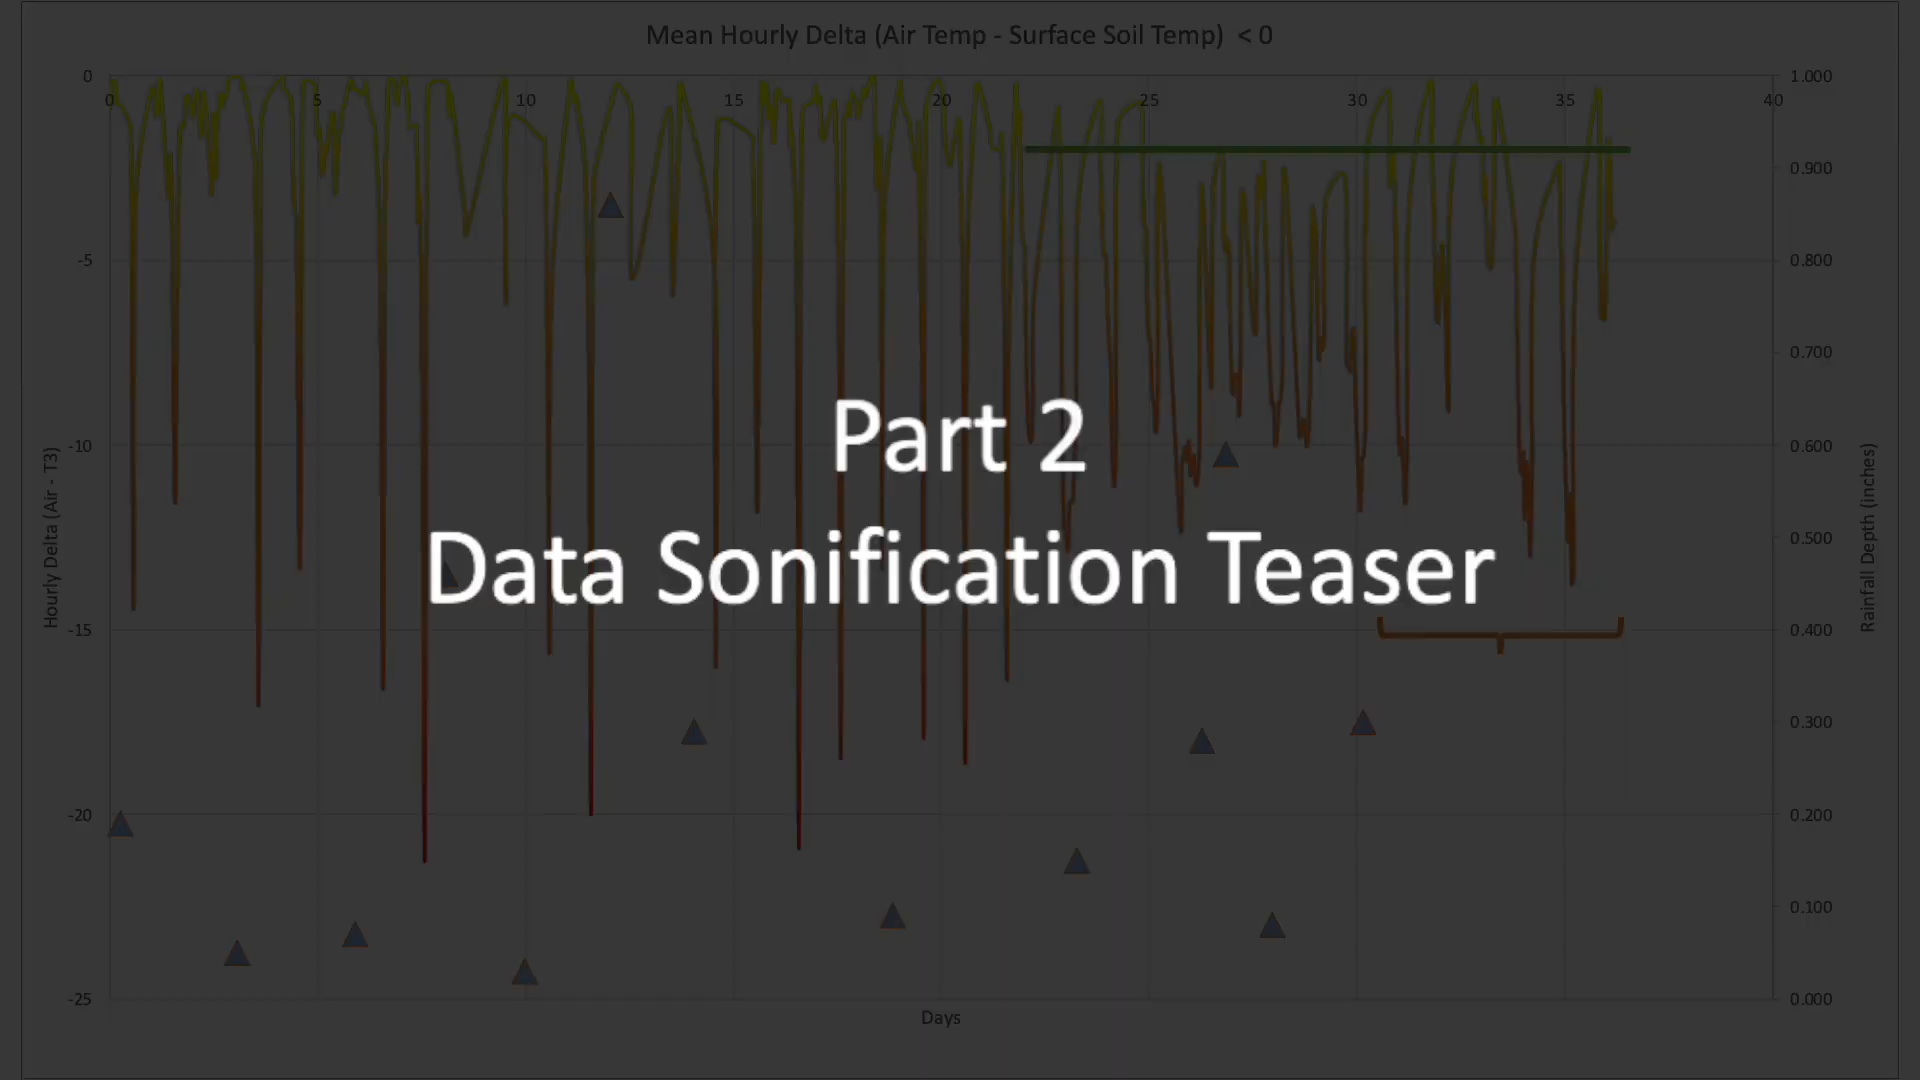 Mean Hourly Delta (Air Temp - Surface Soil Temp) < 0
0 1.000
0 5 10 15 20 25 30 35 40
0.900
-5 0.800
0.700
-10 0.600
0.500
-15 0.400
0.300
-20 0.200
0.100
-25 0.000
Hourly Delta (Air - T3)
Rainfall Depth (inches)
Days
Part 2
Data Sonification Teaser